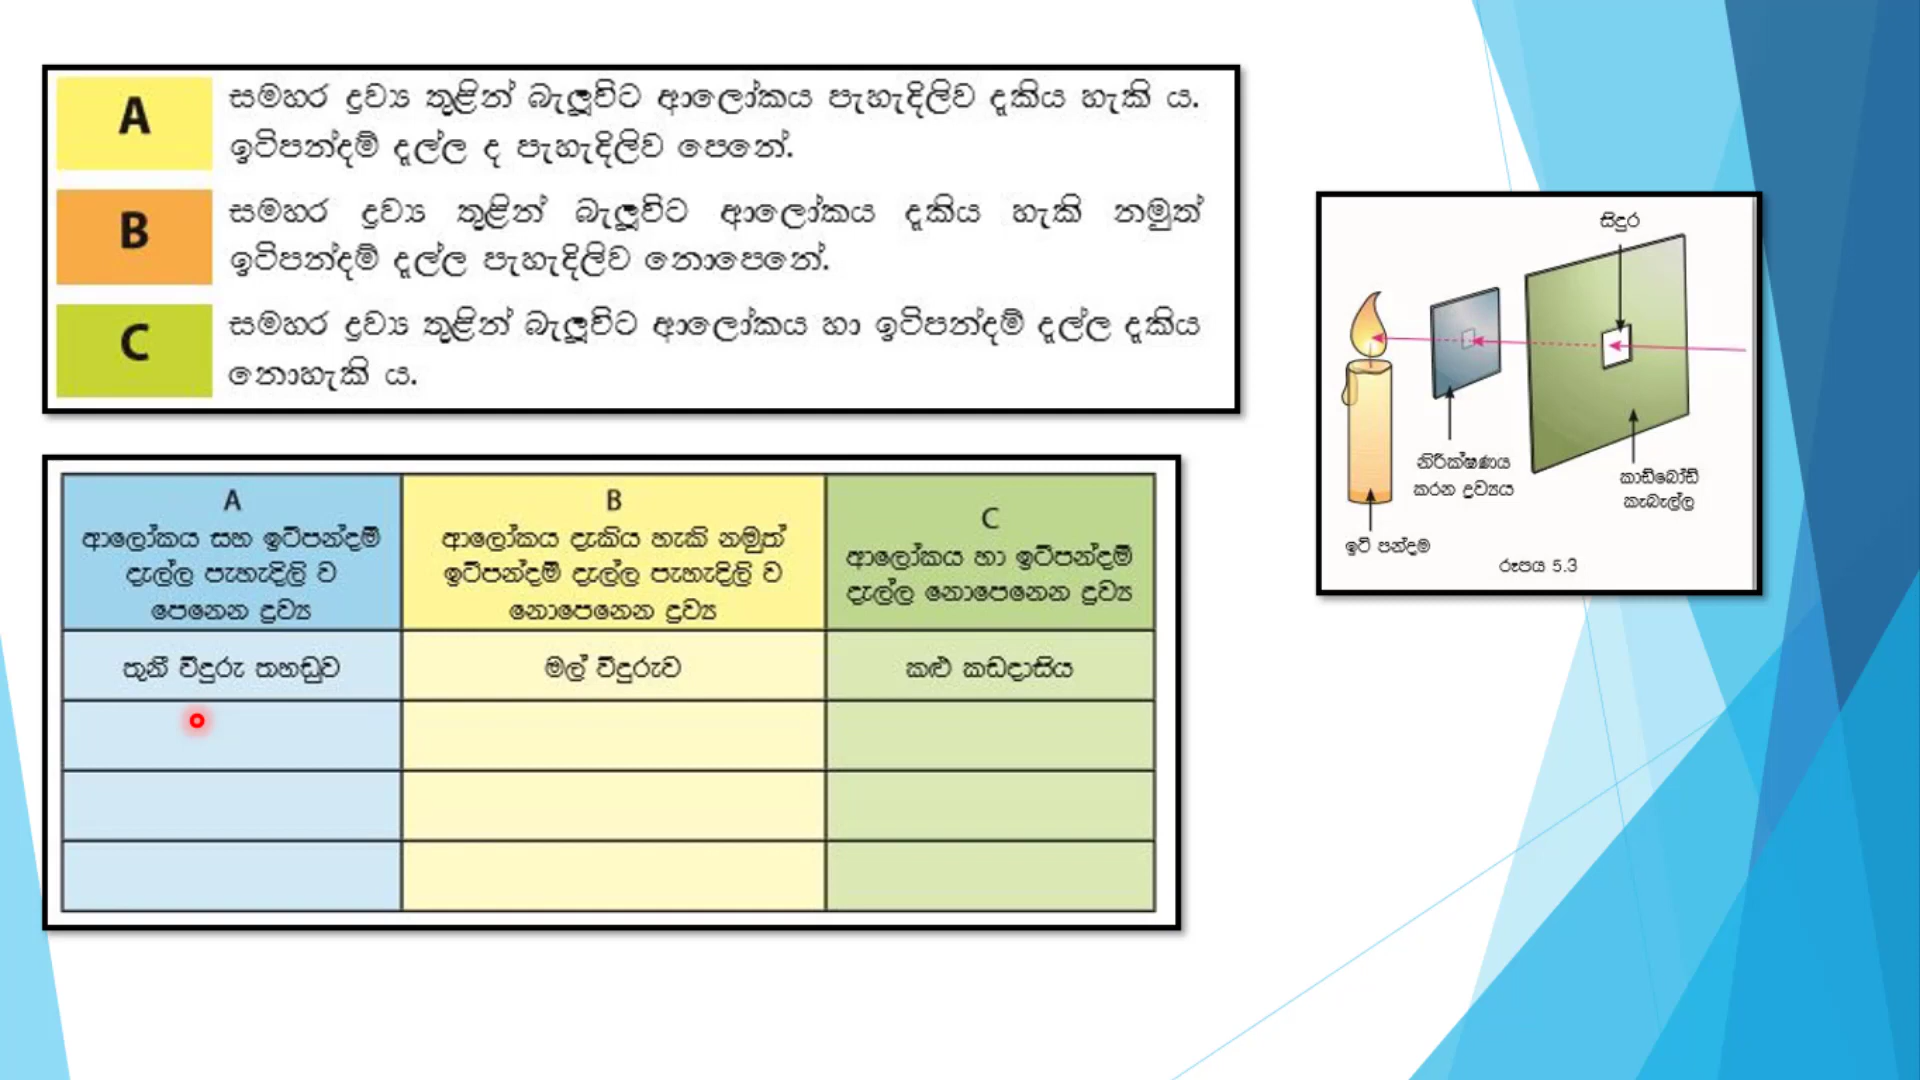 A
සමහර ද්‍රව්‍ය තුළින් බැලූවිට ආලෝකය පැහැදිලිව දැකිය හැකි ය.
ඉටිපන්දම් දැල්ල ද පැහැදිලිව පෙනේ.
B
සමහර ද්‍රව්‍ය තුළින් බැලූවිට ආලෝකය දැකිය හැකි නමුත්
ඉටිපන්දම් දැල්ල පැහැදිලිව නොපෙනේ.
C
සමහර ද්‍රව්‍ය තුළින් බැලූවිට ආලෝකය හා ඉටිපන්දම් දැල්ල දැකිය
නොහැකි ය.
සිදුර
නිරීක්ෂණය
කරන ද්‍රව්‍යය
කාඩ්බෝඩ්
කැබැල්ල
ඉටි පන්දම
රූපය 5.3
A
ආලෝකය සහ ඉටිපන්දම්
දැල්ල පැහැදිලි ව
පෙනෙන ද්‍රව්‍ය
B
ආලෝකය දැකිය හැකි නමුත්
ඉටිපන්දම් දැල්ල පැහැදිලි ව
නොපෙනෙන ද්‍රව්‍ය
C
ආලෝකය හා ඉටිපන්දම්
දැල්ල නොපෙනෙන ද්‍රව්‍ය
තුනී වීදුරු තහඩුව
මල් වීදුරුව
කළු කඩදාසිය